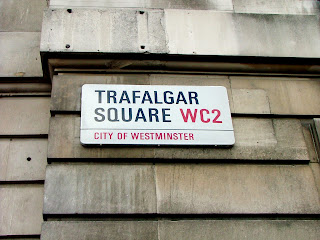 TRAFALGAR
SQUARE WC2
CITY OF WESTMINSTER